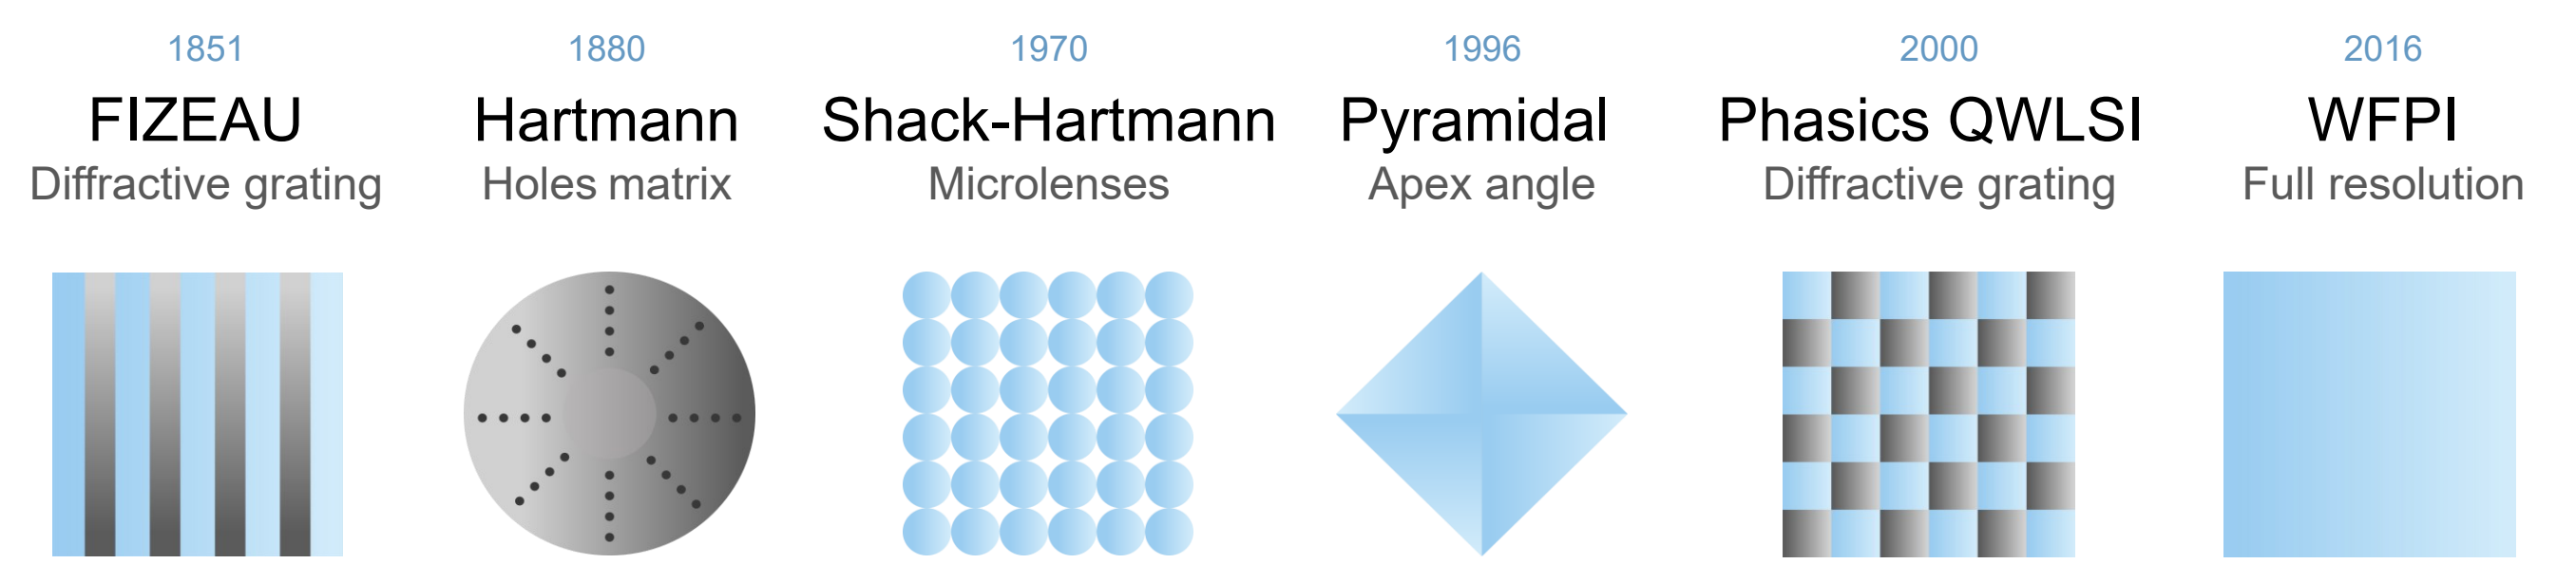 1851
FIZEAU
Diffractive grating
1880
Hartmann
Holes matrix
1970
Shack-Hartmann
Microlenses
1996
Pyramidal
Apex angle
2000
Phasics QWLSI
Diffractive grating
2016
WFPI
Full resolution